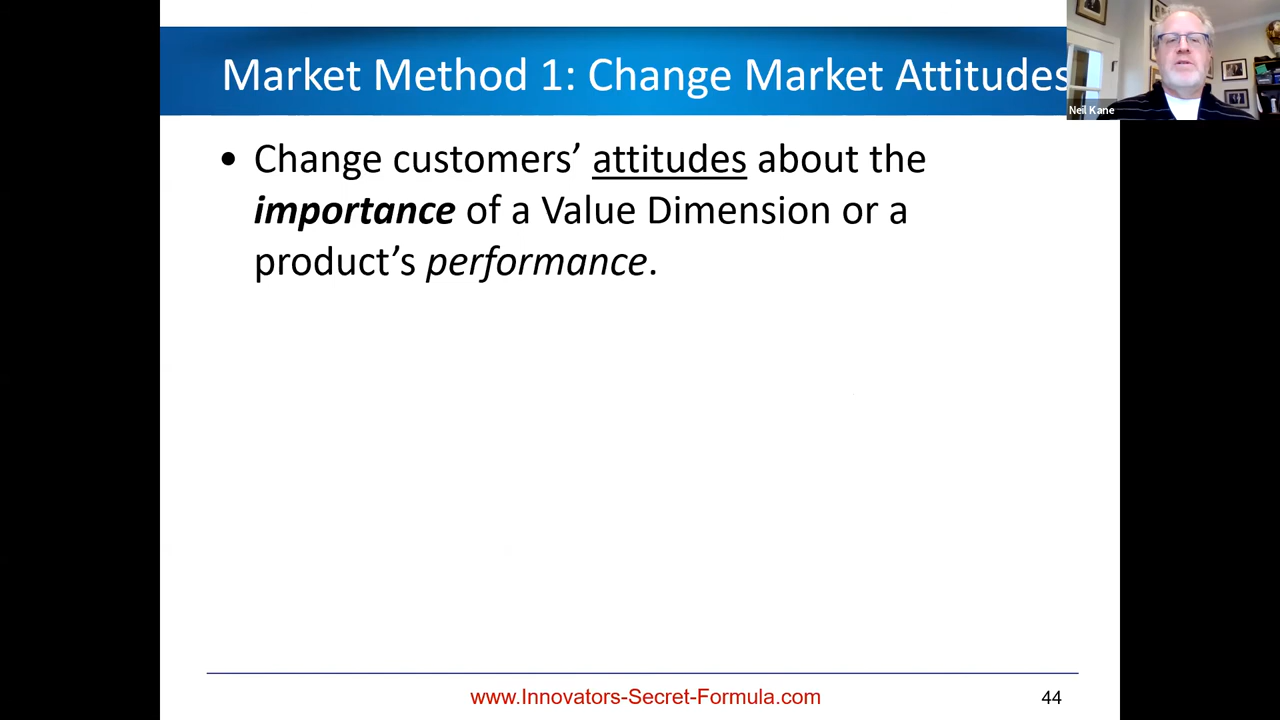 Market Method 1: Change Market Attitudes
Neil Kane
• Change customers’ attitudes about the
importance of a Value Dimension or a
product’s performance.
www.Innovators-Secret-Formula.com
44